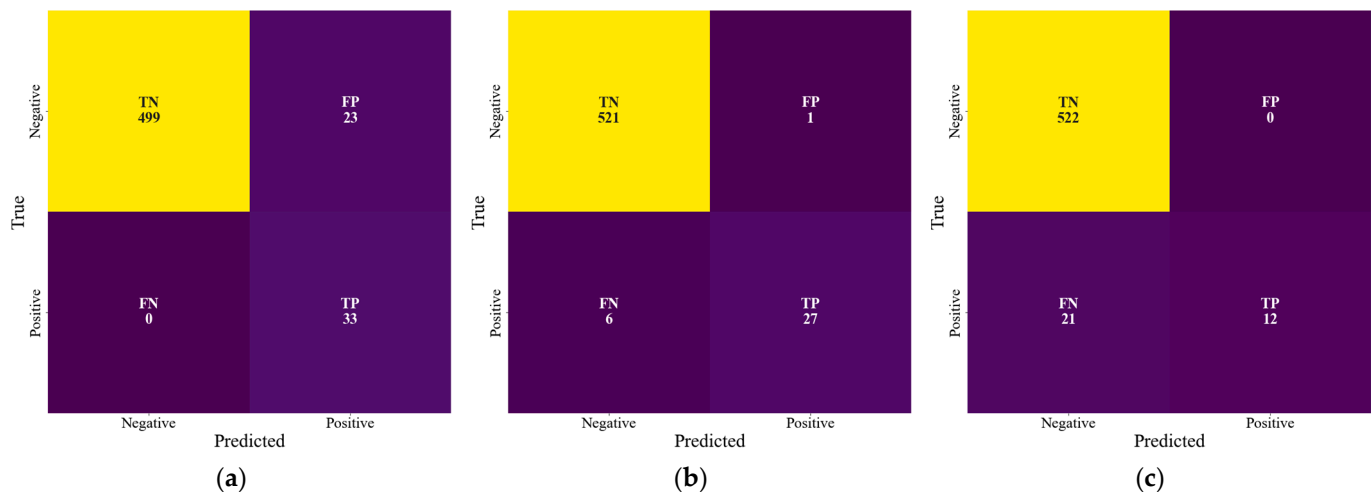 Negative
True
Positive
TN
499
FP
23
FN
0
TP
33
Negative
Positive
Predicted
(a)
Negative
True
Positive
TN
521
FP
1
FN
6
TP
27
Negative
Positive
Predicted
(b)
Negative
True
Positive
TN
522
FP
0
FN
21
TP
12
Negative
Positive
Predicted
(c)